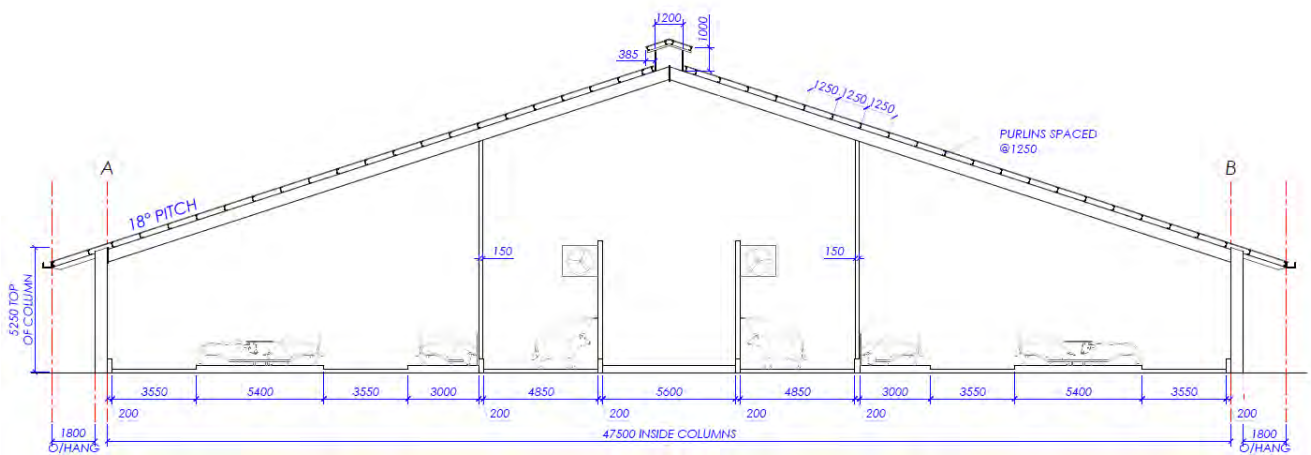 1200
1000
385
1250 1250 1250
PURLINS SPACED
@1250
A
B
18° PITCH
150
150
5250 TOP
OF COLUMN
3550
5400
3550
3000
4850
5600
4850
3000
3550
5400
3550
200
200
200
200
200
200
1800
O/HANG
47500 INSIDE COLUMNS
1800
O/HANG